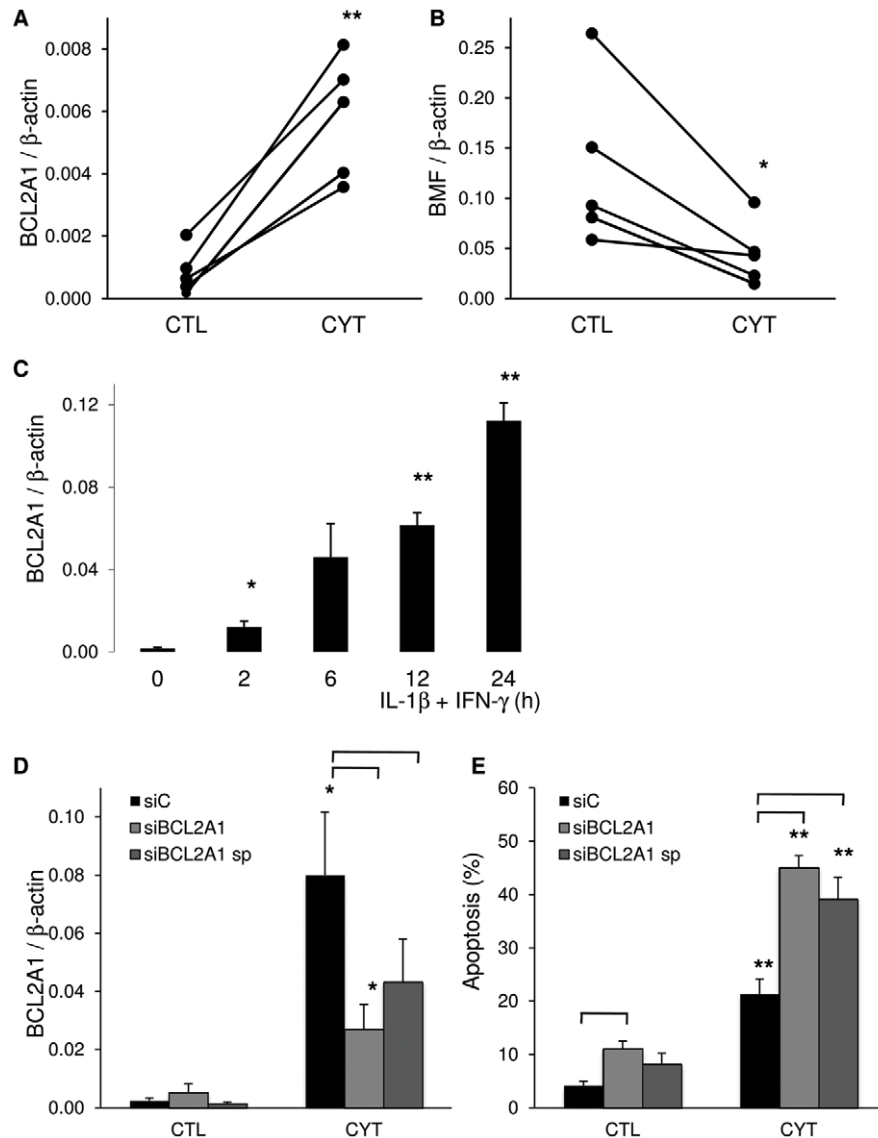 A
BCL2A1 / β-actin
0.008
0.006
0.004
0.002
0.000
**
CTL CYT
B
BMF / β-actin
0.25
0.20
0.15
0.10
0.05
0.00
*
CTL CYT
C
BCL2A1 / β-actin
0.12
0.08
0.04
0.00
*
**
**
0 2 6 12 24
IL-1β + IFN-γ (h)
D
BCL2A1 / β-actin
0.10
0.08
0.06
0.04
0.02
0.00
siC
siBCL2A1
siBCL2A1 sp
*
*
CTL CYT
E
Apoptosis (%)
60
50
40
30
20
10
0
siC
siBCL2A1
siBCL2A1 sp
**
**
**
CTL CYT